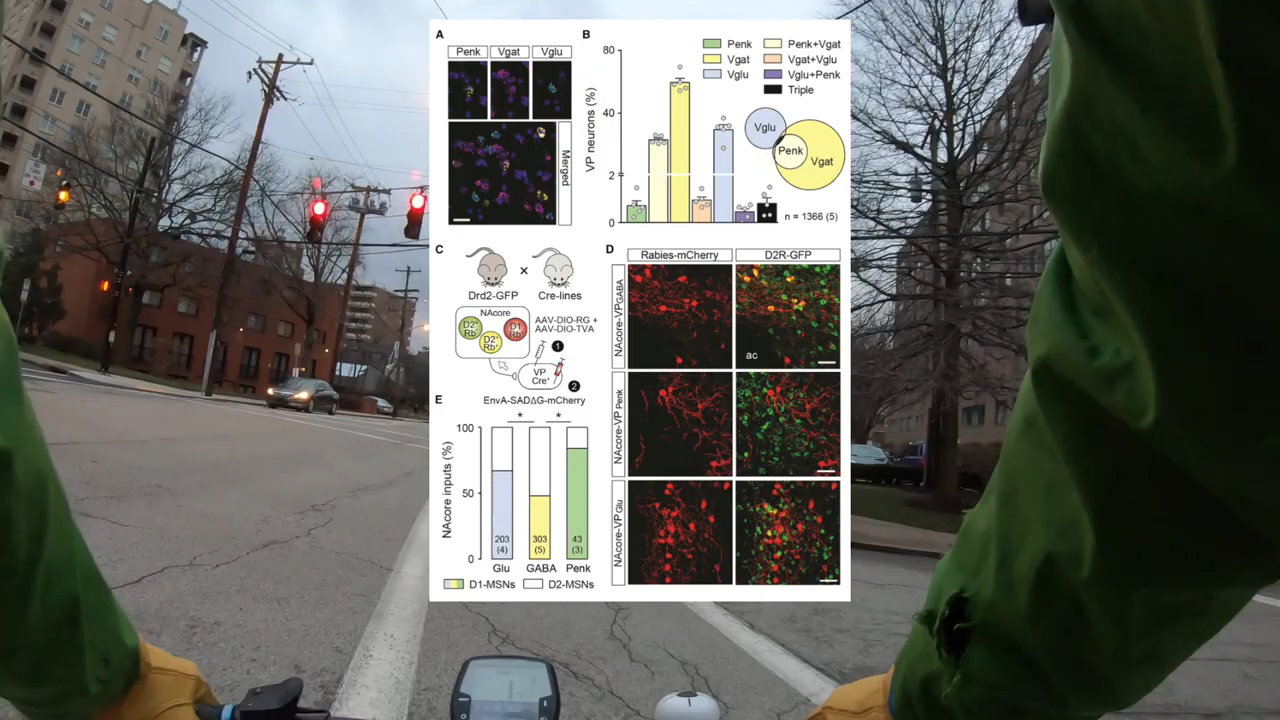 A
Penk
Vgat
Vglu
Merged
B
VP neurons (%)
80
40
2
0
Penk
Vgat
Vglu
Penk+Vgat
Vgat+Vglu
Vglu+Penk
Triple
Vglu
Penk
Vgat
n = 1366 (5)
C
Drd2-GFP
×
Cre-lines
NAcore
D2⁺
Rb⁻
D2⁺
Rb⁺
D1
Rb⁺
AAV-DIO-RG +
AAV-DIO-TVA
1
VP
Cre⁺
2
EnvA-SADΔG-mCherry
D
Rabies-mCherry
D2R-GFP
NAcore-VPGABA
ac
NAcore-VPPenk
NAcore-VPGlu
E
NAcore inputs (%)
100
50
0
*
*
203
(4)
303
(5)
43
(3)
Glu
GABA
Penk
D1-MSNs
D2-MSNs